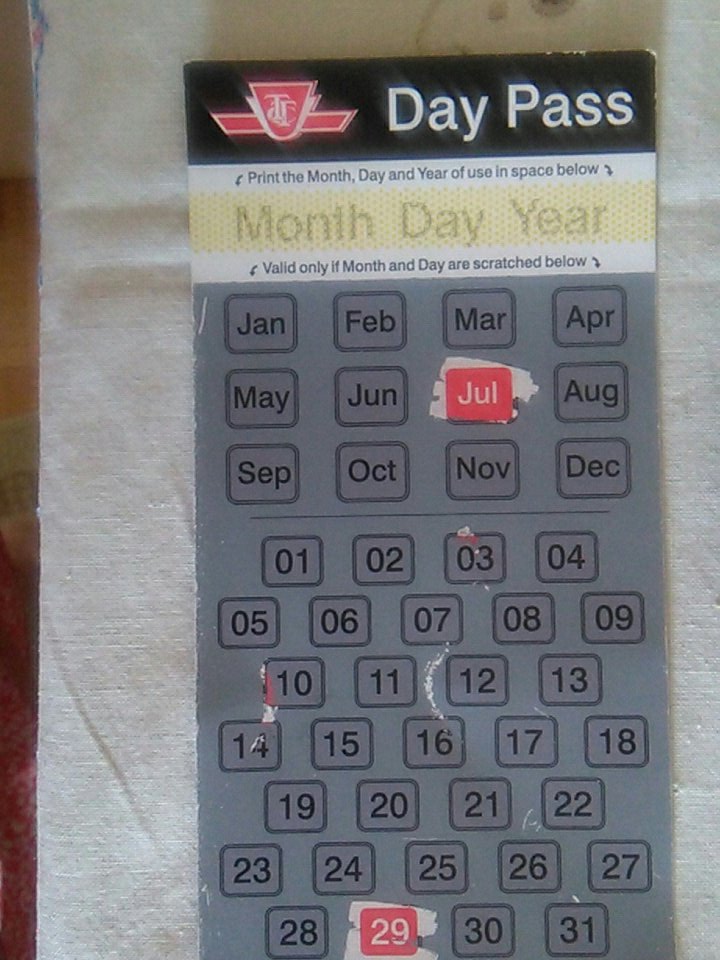 TTC Day Pass
Print the Month, Day and Year of use in space below
Month Day Year
Valid only if Month and Day are scratched below
Jan Feb Mar Apr
May Jun Jul Aug
Sep Oct Nov Dec
01 02 03 04
05 06 07 08 09
10 11 12 13
14 15 16 17 18
19 20 21 22
23 24 25 26 27
28 29 30 31